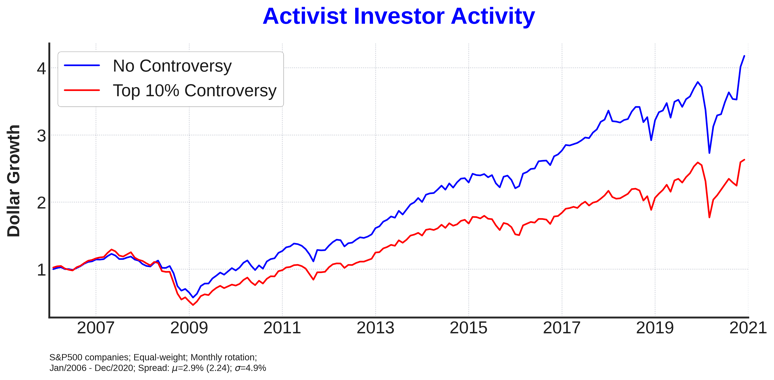 Activist Investor Activity
Dollar Growth
4
3
2
1
No Controversy
Top 10% Controversy
2007 2009 2011 2013 2015 2017 2019 2021
S&P500 companies; Equal-weight; Monthly rotation;
Jan/2006 - Dec/2020; Spread: μ=2.9% (2.24); σ=4.9%